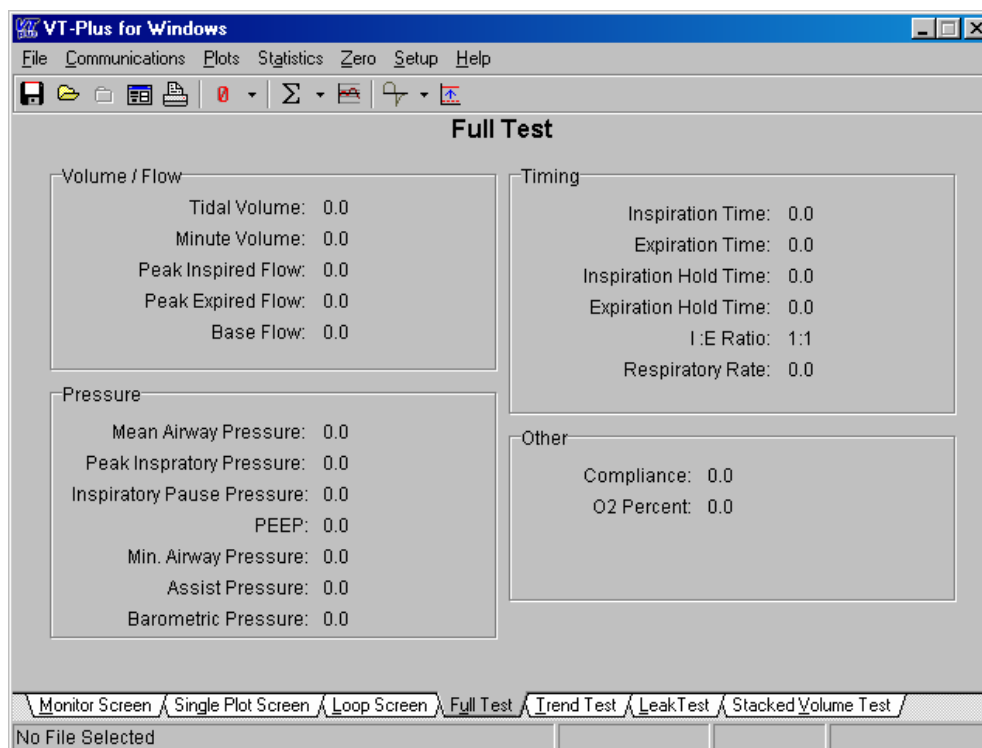 VT-Plus for Windows
File Communications Plots Statistics Zero Setup Help
Full Test
Volume / Flow
Tidal Volume: 0.0
Minute Volume: 0.0
Peak Inspired Flow: 0.0
Peak Expired Flow: 0.0
Base Flow: 0.0
Pressure
Mean Airway Pressure: 0.0
Peak Inspratory Pressure: 0.0
Inspiratory Pause Pressure: 0.0
PEEP: 0.0
Min. Airway Pressure: 0.0
Assist Pressure: 0.0
Barometric Pressure: 0.0
Timing
Inspiration Time: 0.0
Expiration Time: 0.0
Inspiration Hold Time: 0.0
Expiration Hold Time: 0.0
I :E Ratio: 1:1
Respiratory Rate: 0.0
Other
Compliance: 0.0
O2 Percent: 0.0
Monitor Screen Single Plot Screen Loop Screen Full Test Trend Test LeakTest Stacked Volume Test
No File Selected